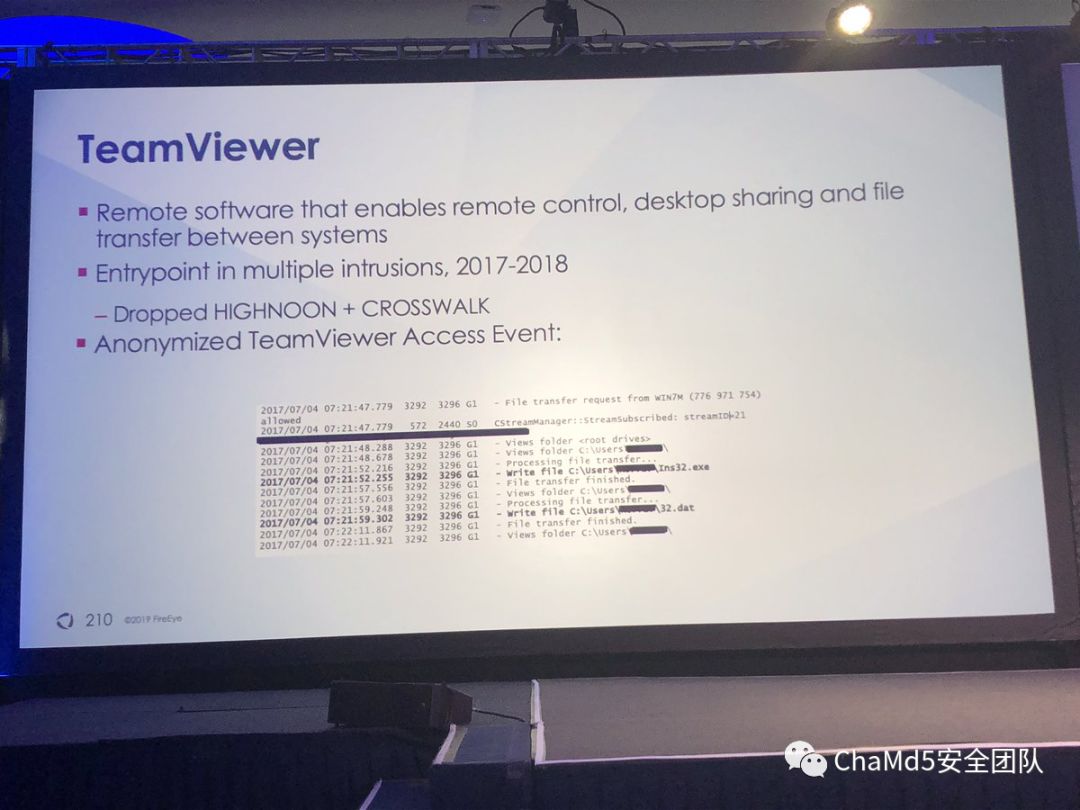 TeamViewer
▪ Remote software that enables remote control, desktop sharing and file
transfer between systems
▪ Entrypoint in multiple intrusions, 2017-2018
– Dropped HIGHNOON + CROSSWALK
▪ Anonymized TeamViewer Access Event:
2017/07/04 07:21:47.779 3292 3296 G1 - File transfer request from WIN7M (776 971 754)
allowed
2017/07/04 07:21:47.779 572 2440 S0 CStreamManager::StreamSubscribed: streamID=21
2017/07/04 07:21:48.288 3292 3296 G1 - Views folder <root drives>
2017/07/04 07:21:48.678 3292 3296 G1 - Views folder C:\Users\ \
2017/07/04 07:21:52.216 3292 3296 G1 - Processing file transfer...
2017/07/04 07:21:52.255 3292 3296 G1 - Write file C:\Users\ \Ins32.exe
2017/07/04 07:21:57.556 3292 3296 G1 - File transfer finished.
2017/07/04 07:21:57.603 3292 3296 G1 - Views folder C:\Users\ \
2017/07/04 07:21:59.248 3292 3296 G1 - Processing file transfer...
2017/07/04 07:21:59.302 3292 3296 G1 - Write file C:\Users\ \32.dat
2017/07/04 07:22:11.867 3292 3296 G1 - File transfer finished.
2017/07/04 07:22:11.921 3292 3296 G1 - Views folder C:\Users\ \
210 ©2019 FireEye
ChaMd5安全团队